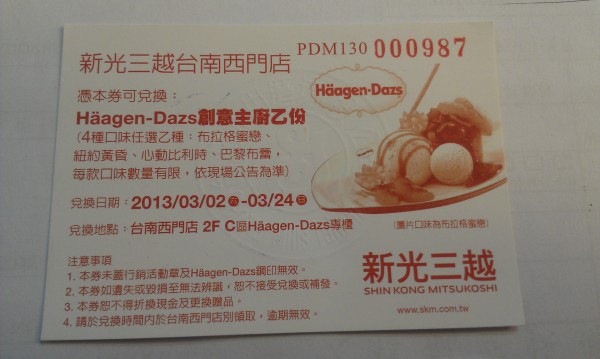 新光三越台南西門店
PDM130 000987
憑本券可兌換：
Häagen-Dazs創意主廚乙份
(4種口味任選乙種：布拉格蜜戀、
紐約黃昏、心動比利時、巴黎布蕾，
每款口味數量有限，依現場公告為準)
Häagen-Dazs
兌換日期：2013/03/02㊅-03/24㊐
兌換地點：台南西門店 2F C區Häagen-Dazs專櫃
(圖片口味為布拉格蜜戀)
注意事項
1. 本券未蓋行銷活動章及Häagen-Dazs鋼印無效。
2. 本券如遺失或毀損至無法辨識，恕不接受兌換或補發。
3. 本券恕不得折換現金及更換贈品。
4. 請於兌換時間內於台南西門店別領取，逾期無效。
新光三越
SHIN KONG MITSUKOSHI
www.skm.com.tw